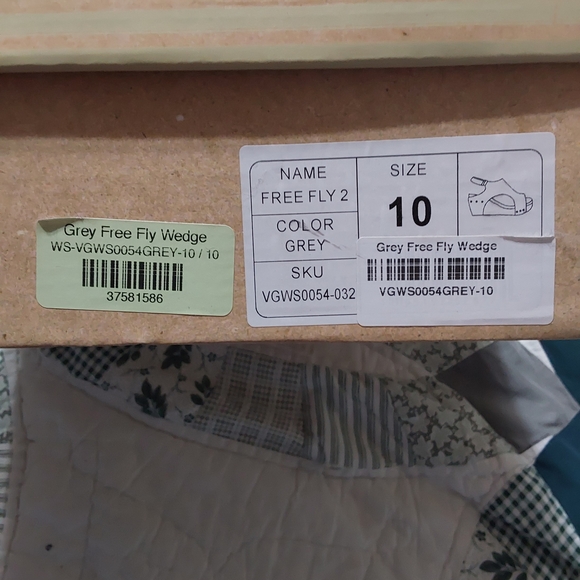 Grey Free Fly Wedge
WS-VGWS0054GREY-10 / 10
37581586
NAME
FREE FLY 2
COLOR
GREY
SKU
VGWS0054-032
SIZE
10
Grey Free Fly Wedge
VGWS0054GREY-10